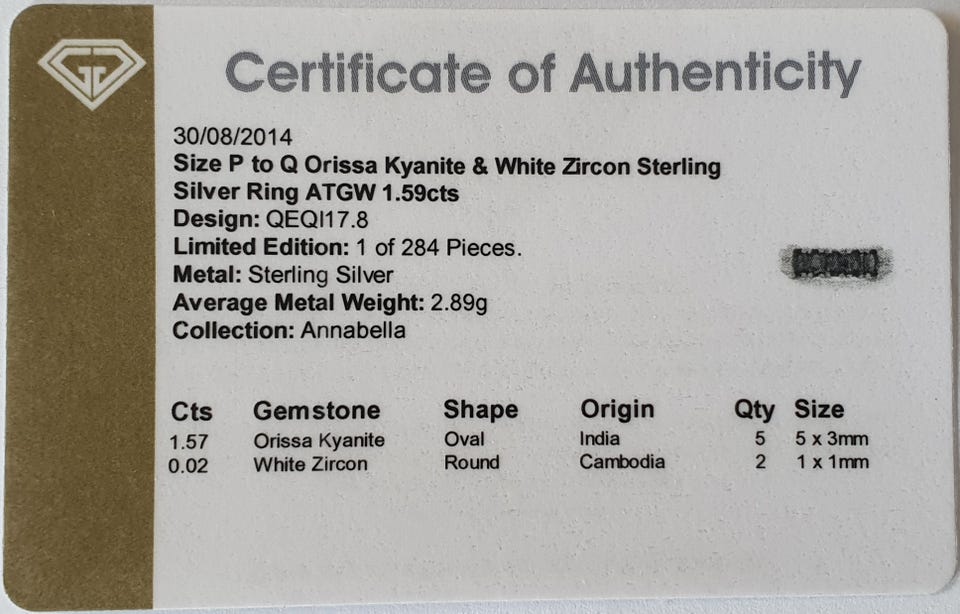 Certificate of Authenticity
30/08/2014
Size P to Q Orissa Kyanite & White Zircon Sterling
Silver Ring ATGW 1.59cts
Design: QEQI17.8
Limited Edition: 1 of 284 Pieces.
Metal: Sterling Silver
Average Metal Weight: 2.89g
Collection: Annabella
Cts Gemstone Shape Origin Qty Size
1.57 Orissa Kyanite Oval India 5 5 x 3mm
0.02 White Zircon Round Cambodia 2 1 x 1mm